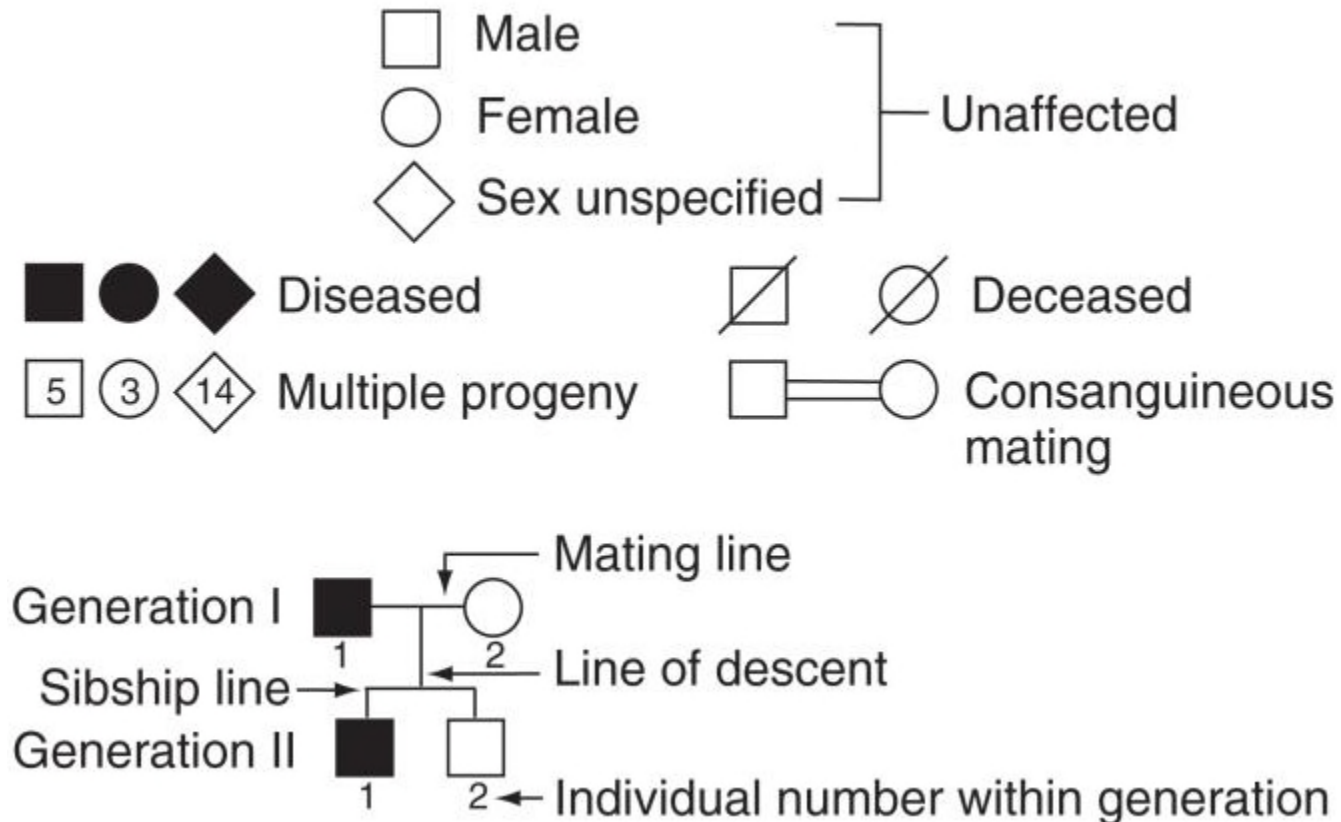 Male
Female
Unaffected
Sex unspecified
Diseased
Deceased
5 3 14 Multiple progeny
Consanguineous
mating
Mating line
Generation I
1 2
Line of descent
Sibship line
Generation II
1 2
Individual number within generation